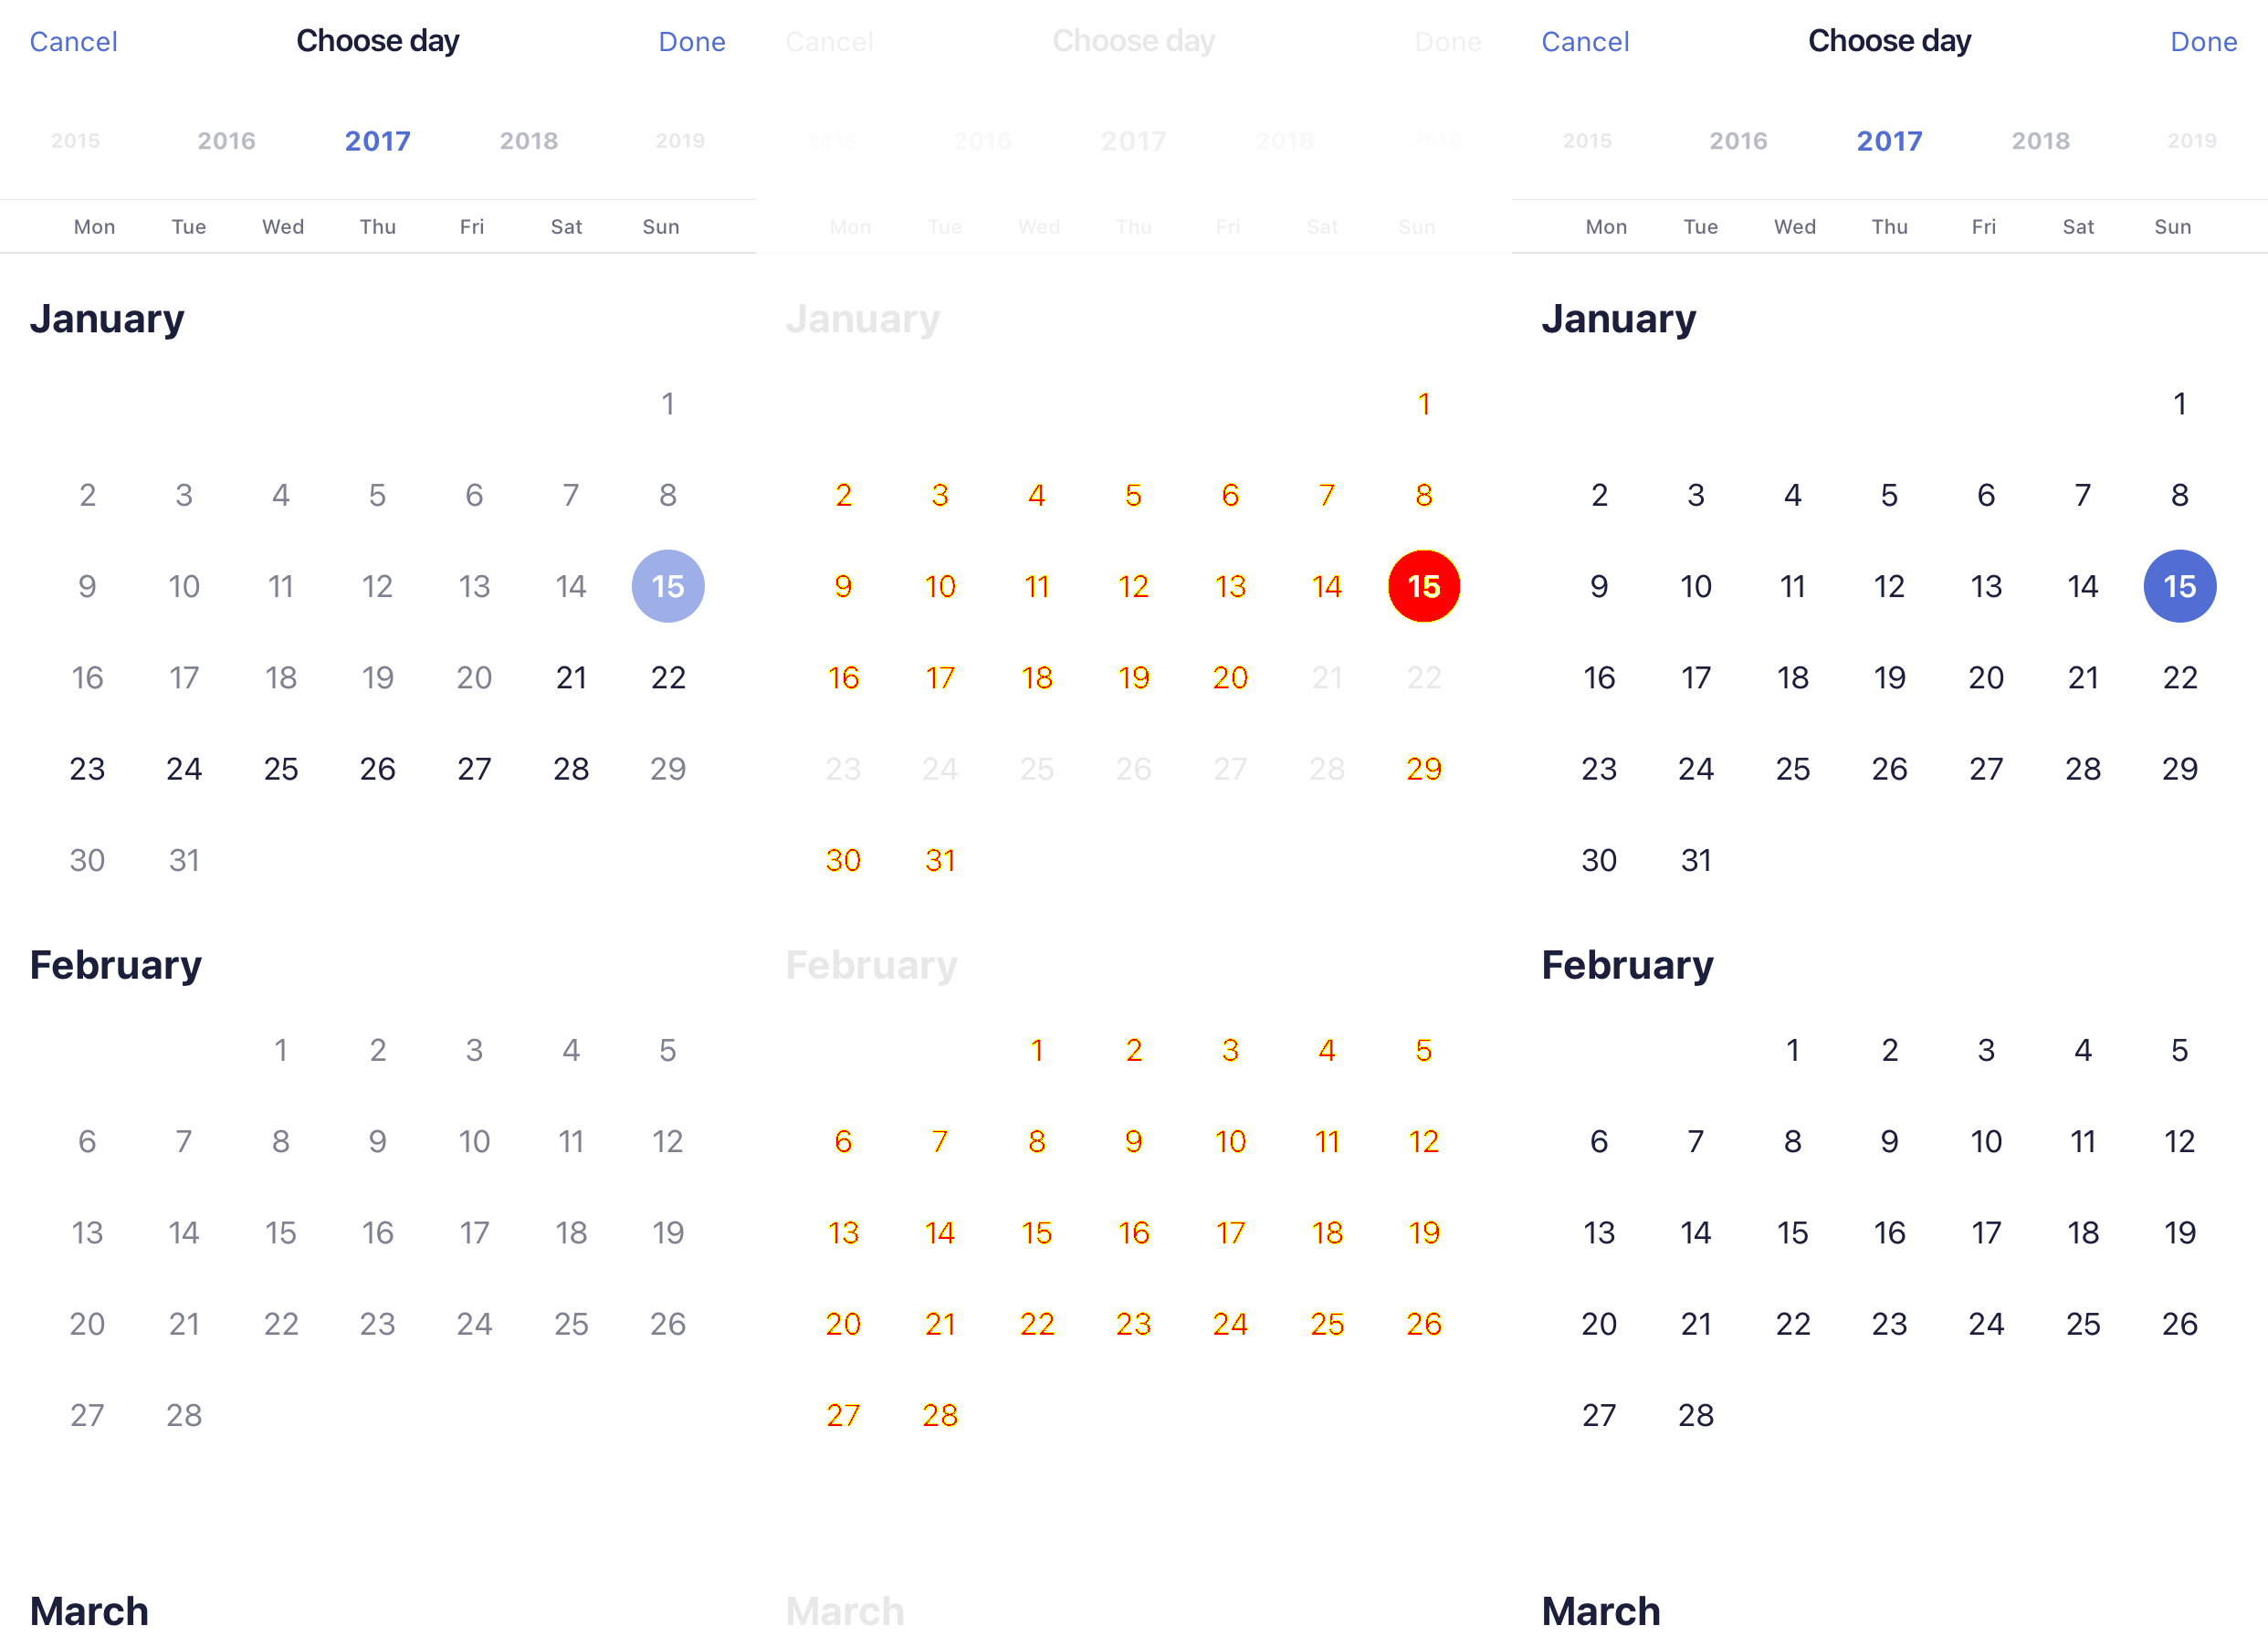 Cancel Choose day Done
2015 2016 2017 2018 2019
Mon Tue Wed Thu Fri Sat Sun
January
1
2 3 4 5 6 7 8
9 10 11 12 13 14 15
16 17 18 19 20 21 22
23 24 25 26 27 28 29
30 31
February
1 2 3 4 5
6 7 8 9 10 11 12
13 14 15 16 17 18 19
20 21 22 23 24 25 26
27 28
March
Cancel Choose day Done
2015 2016 2017 2018 2019
Mon Tue Wed Thu Fri Sat Sun
January
1
2 3 4 5 6 7 8
9 10 11 12 13 14 15
16 17 18 19 20 21 22
23 24 25 26 27 28 29
30 31
February
1 2 3 4 5
6 7 8 9 10 11 12
13 14 15 16 17 18 19
20 21 22 23 24 25 26
27 28
March
Cancel Choose day Done
2015 2016 2017 2018 2019
Mon Tue Wed Thu Fri Sat Sun
January
1
2 3 4 5 6 7 8
9 10 11 12 13 14 15
16 17 18 19 20 21 22
23 24 25 26 27 28 29
30 31
February
1 2 3 4 5
6 7 8 9 10 11 12
13 14 15 16 17 18 19
20 21 22 23 24 25 26
27 28
March